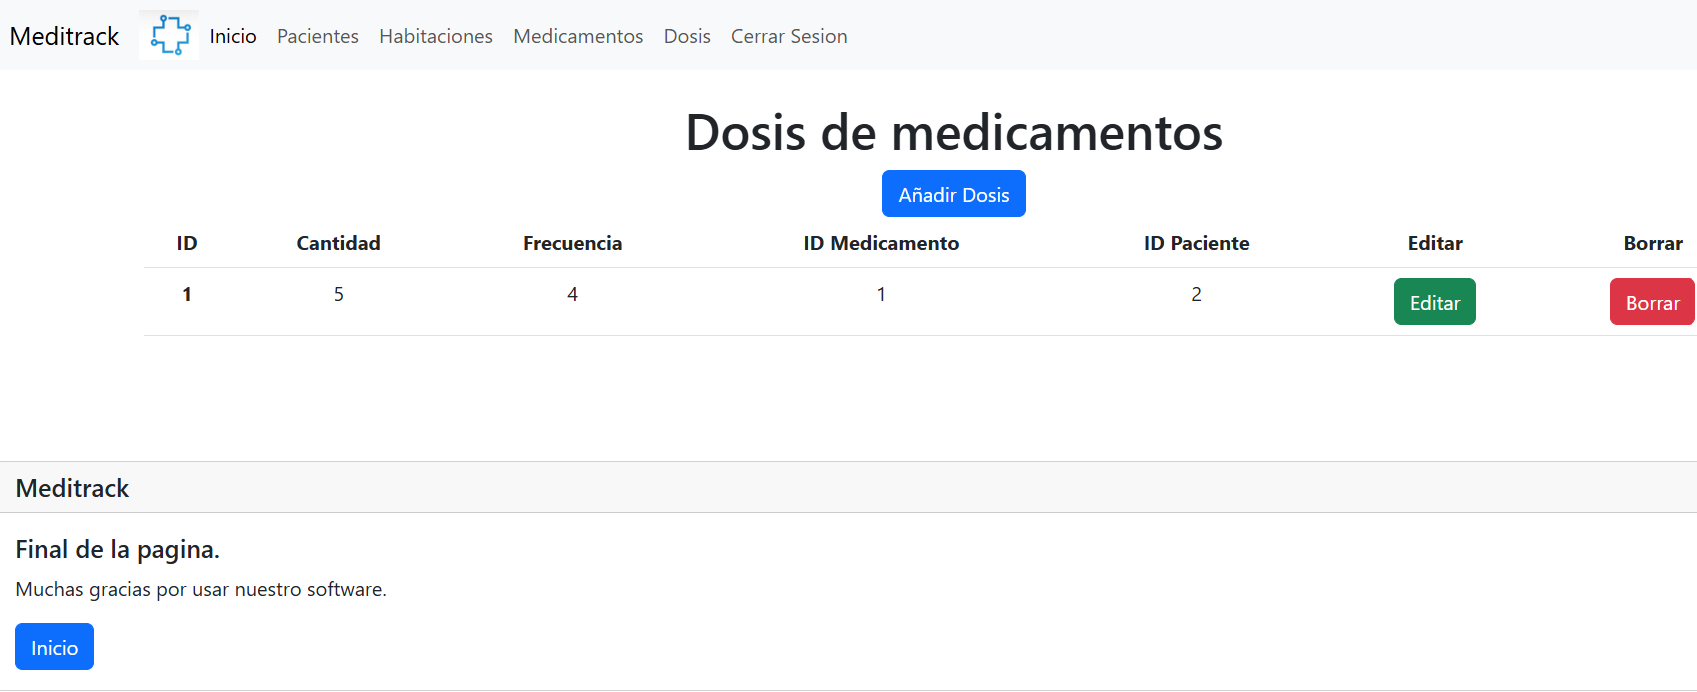 Meditrack Inicio Pacientes Habitaciones Medicamentos Dosis Cerrar Sesion
Dosis de medicamentos
Añadir Dosis
ID Cantidad Frecuencia ID Medicamento ID Paciente Editar Borrar
1 5 4 1 2 Editar Borrar
Meditrack
Final de la pagina.
Muchas gracias por usar nuestro software.
Inicio